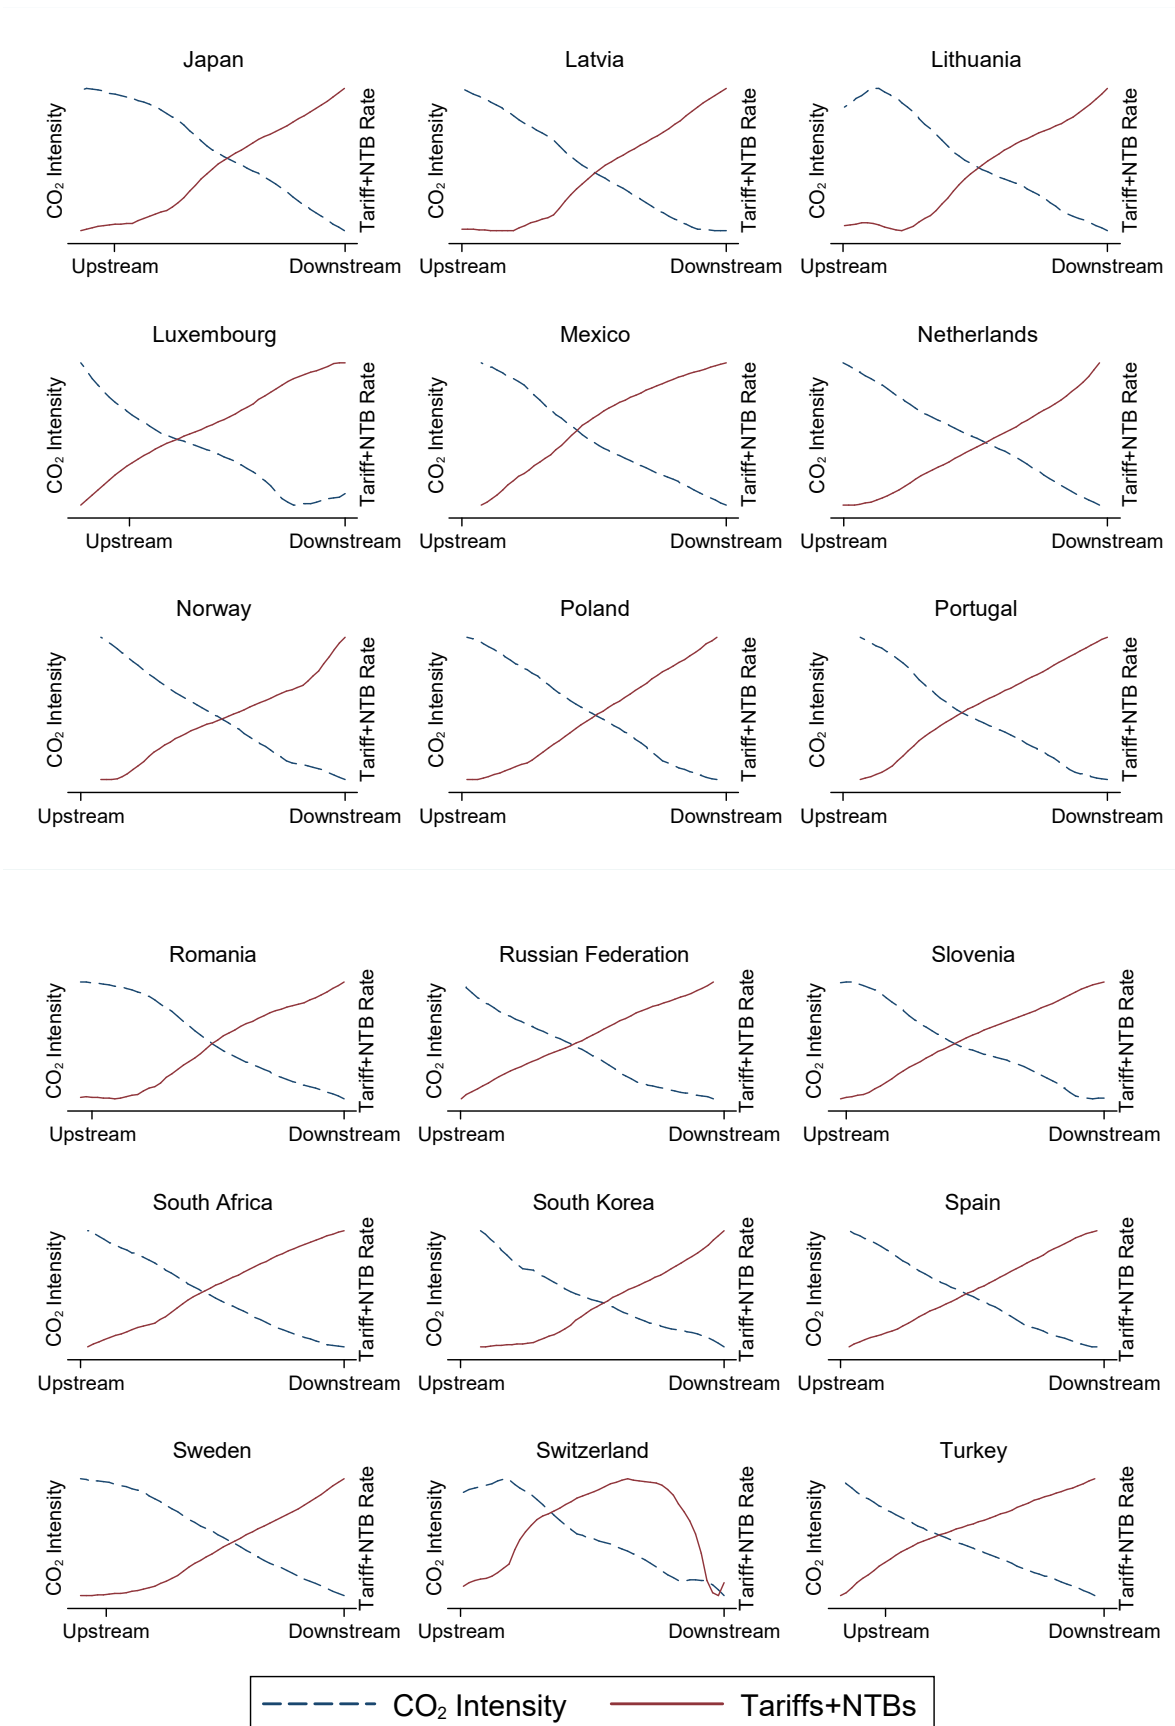 Japan
Latvia
Lithuania
CO₂ Intensity
Tariff+NTB Rate
CO₂ Intensity
Tariff+NTB Rate
CO₂ Intensity
Tariff+NTB Rate
Upstream
Downstream
Upstream
Downstream
Upstream
Downstream
Luxembourg
Mexico
Netherlands
CO₂ Intensity
Tariff+NTB Rate
CO₂ Intensity
Tariff+NTB Rate
CO₂ Intensity
Tariff+NTB Rate
Upstream
Downstream
Upstream
Downstream
Upstream
Downstream
Norway
Poland
Portugal
CO₂ Intensity
Tariff+NTB Rate
CO₂ Intensity
Tariff+NTB Rate
CO₂ Intensity
Tariff+NTB Rate
Upstream
Downstream
Upstream
Downstream
Upstream
Downstream
Romania
Russian Federation
Slovenia
CO₂ Intensity
Tariff+NTB Rate
CO₂ Intensity
Tariff+NTB Rate
CO₂ Intensity
Tariff+NTB Rate
Upstream
Downstream
Upstream
Downstream
Upstream
Downstream
South Africa
South Korea
Spain
CO₂ Intensity
Tariff+NTB Rate
CO₂ Intensity
Tariff+NTB Rate
CO₂ Intensity
Tariff+NTB Rate
Upstream
Downstream
Upstream
Downstream
Upstream
Downstream
Sweden
Switzerland
Turkey
CO₂ Intensity
Tariff+NTB Rate
CO₂ Intensity
Tariff+NTB Rate
CO₂ Intensity
Tariff+NTB Rate
Upstream
Downstream
Upstream
Downstream
Upstream
Downstream
CO₂ Intensity
Tariffs+NTBs